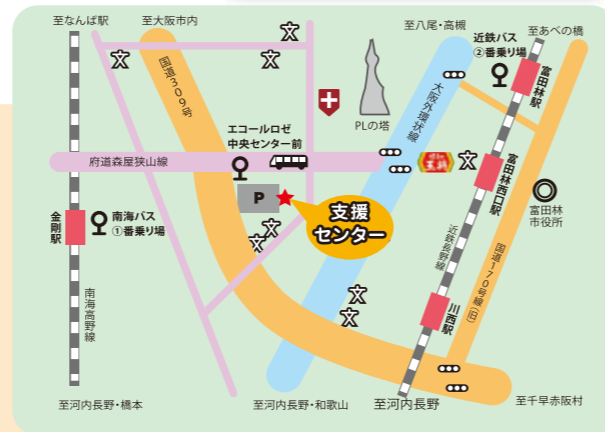 至なんば駅
至大阪市内
至八尾・高槻
至あべの橋
近鉄バス
②番乗り場
国道309号
富田林駅
PLの塔
大阪外環状線
エコールロゼ
中央センター前
府道森屋狭山線
富田林西口駅
P
支援
センター
金剛駅
南海バス
①番乗り場
富田林
市役所
近鉄長野線
国道170号線(旧)
南海高野線
川西駅
至河内長野・橋本
至河内長野・和歌山
至河内長野
至千早赤阪村